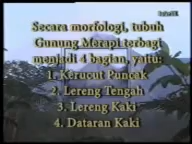 Secara morfologi, tubuh
Gunung Merapi terbagi
menjadi 4 bagian, yaitu:
1. Kerucut Puncak
2. Lereng Tengah
3. Lereng Kaki
4. Dataran Kaki